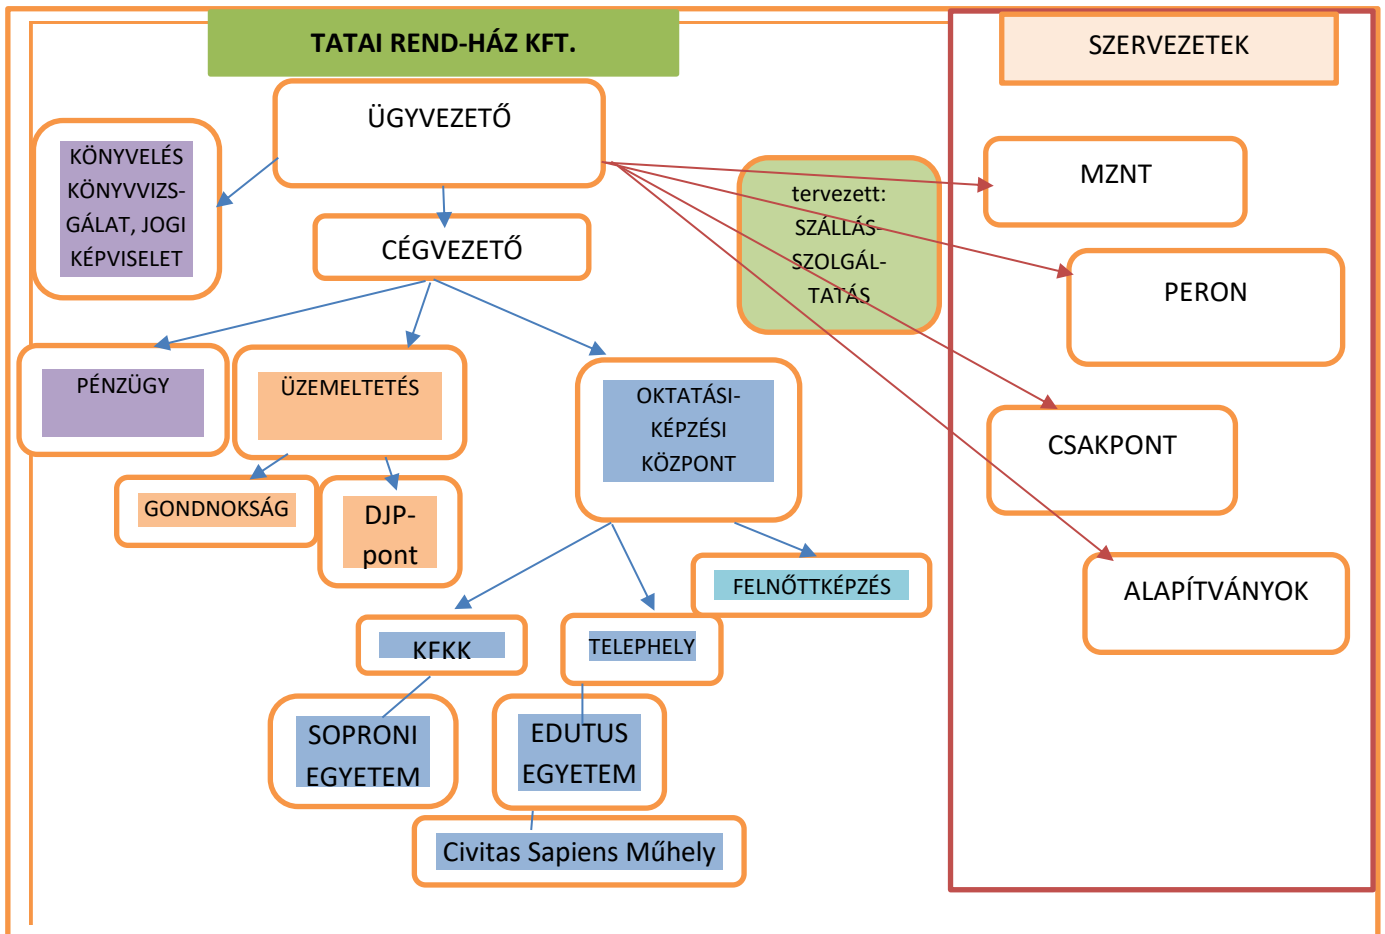 TATAI REND-HÁZ KFT.
SZERVEZETEK
ÜGYVEZETŐ
KÖNYVELÉS
KÖNYVVIZS-
GÁLAT, JOGI
KÉPVISELET
CÉGVEZETŐ
tervezett:
SZÁLLÁS-
SZOLGÁL-
TATÁS
MZNT
PERON
PÉNZÜGY
ÜZEMELTETÉS
OKTATÁSI-
KÉPZÉSI
KÖZPONT
CSAKPONT
GONDNOKSÁG
DJP-
pont
FELNŐTTKÉPZÉS
ALAPÍTVÁNYOK
KFKK
TELEPHELY
SOPRONI
EGYETEM
EDUTUS
EGYETEM
Civitas Sapiens Műhely